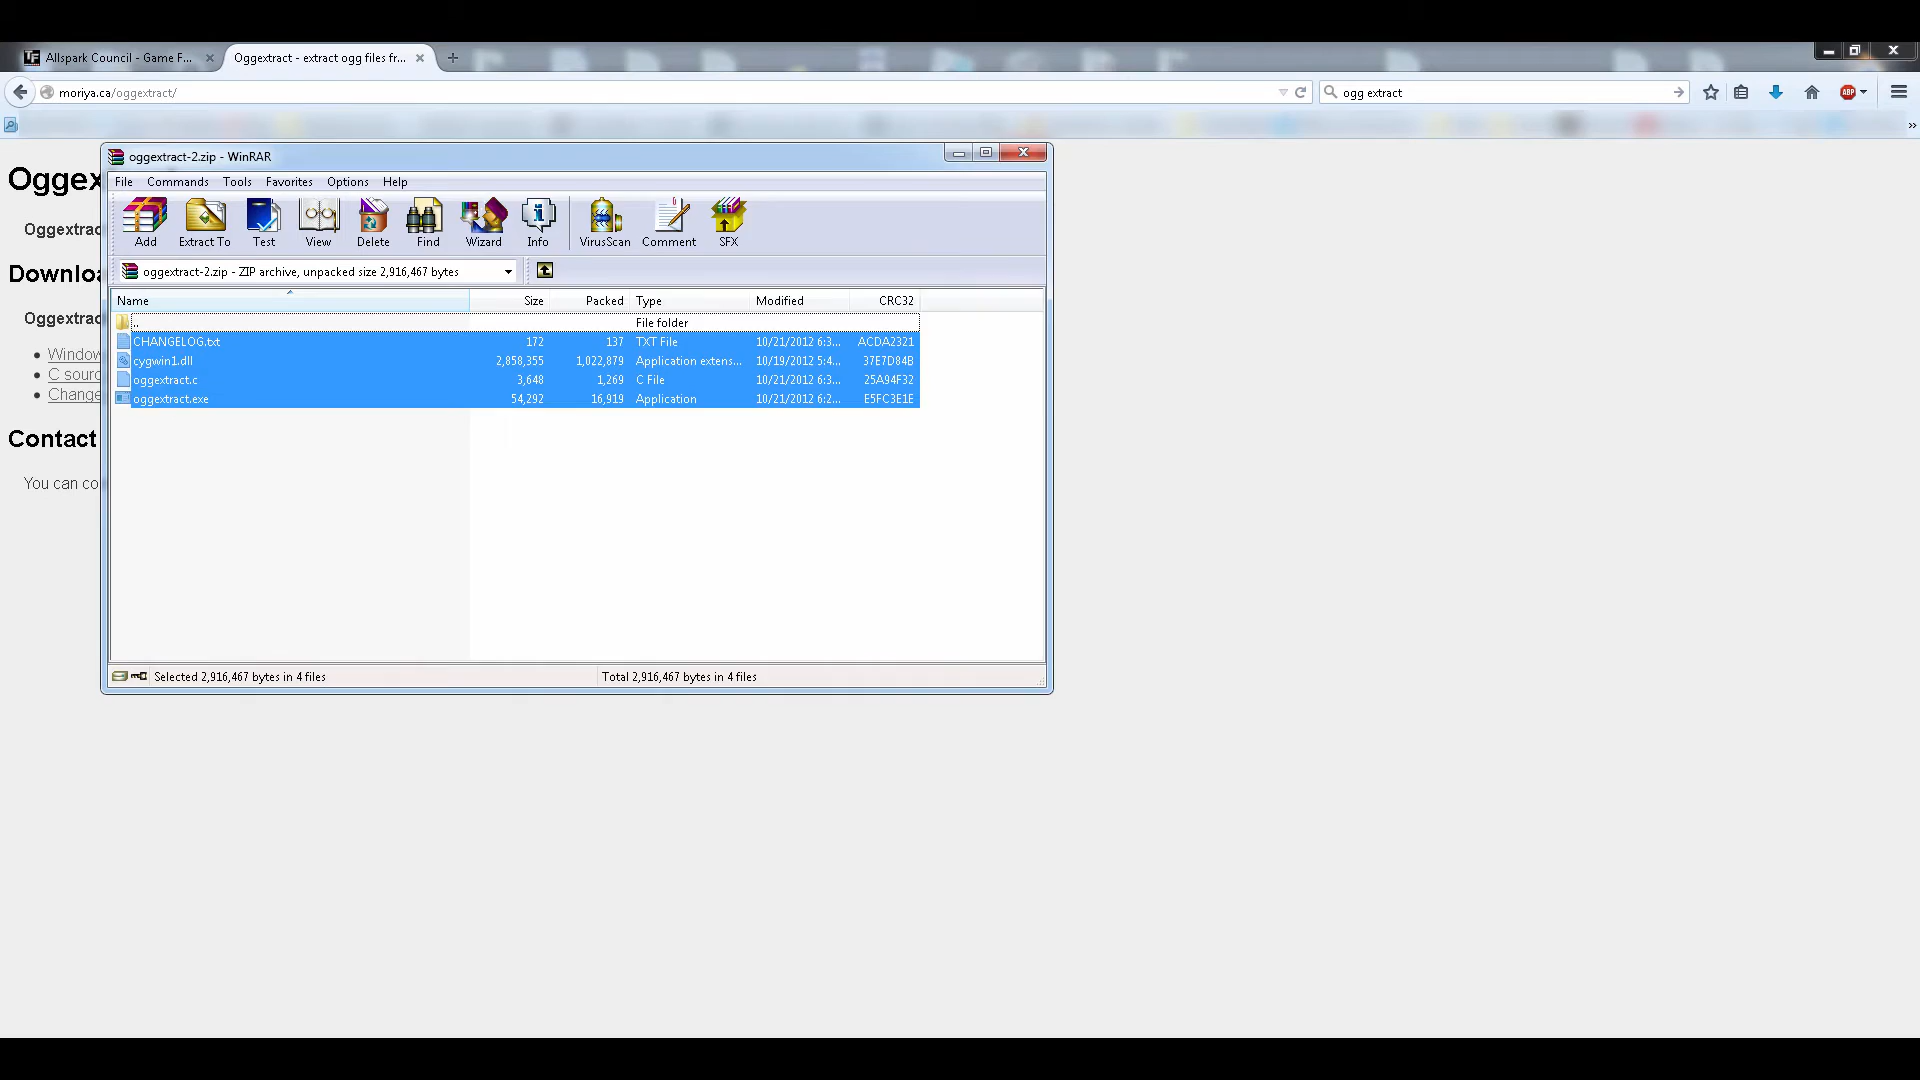 Allspark Council - Game F...
Oggextract - extract ogg files fr...
moriya.ca/oggextract/
ogg extract
ABP
oggextract-2.zip - WinRAR
File Commands Tools Favorites Options Help
Add Extract To Test View Delete Find Wizard Info VirusScan Comment SFX
oggextract-2.zip - ZIP archive, unpacked size 2,916,467 bytes
Name Size Packed Type Modified CRC32
.. File folder
CHANGELOG.txt 172 137 TXT File 10/21/2012 6:3... ACDA2321
cygwin1.dll 2,858,355 1,022,879 Application extens... 10/19/2012 5:4... 37E7D84B
oggextract.c 3,648 1,269 C File 10/21/2012 6:3... 25A94F32
oggextract.exe 54,292 16,919 Application 10/21/2012 6:2... E5FC3E1E
Selected 2,916,467 bytes in 4 files Total 2,916,467 bytes in 4 files
Oggex
Oggextrac
Downloa
Oggextrac
Window
C sourc
Change
Contact
You can co